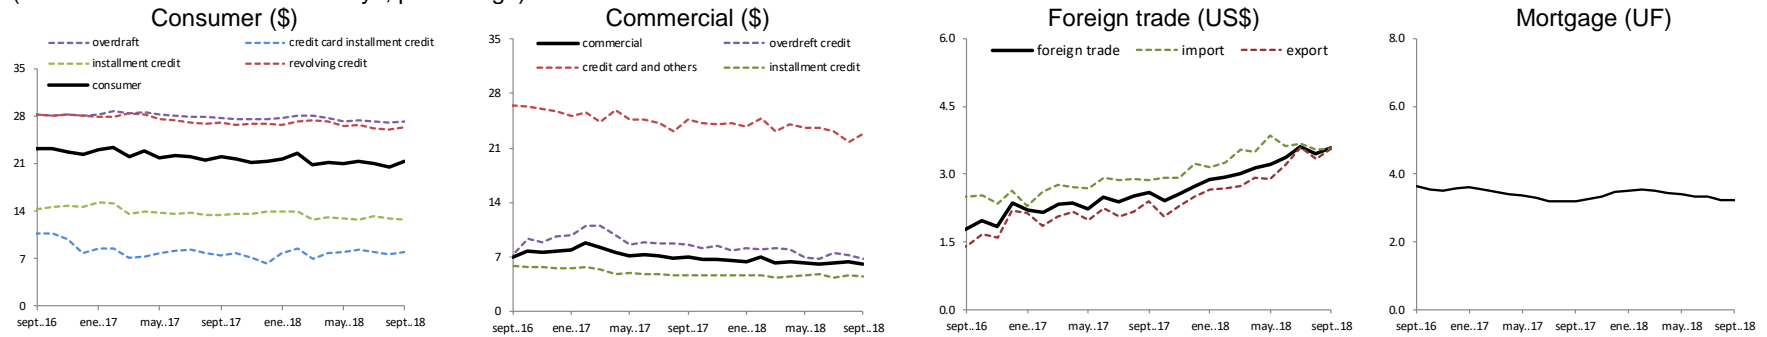 Consumer ($)
overdraft
credit card installment credit
installment credit
revolving credit
consumer
35
28
21
14
7
0
sept..16
ene..17
may..17
sept..17
ene..18
may..18
sept..18
Commercial ($)
commercial
overdreft credit
credit card and others
installment credit
35
28
21
14
7
0
sept..16
ene..17
may..17
sept..17
ene..18
may..18
sept..18
Foreign trade (US$)
foreign trade
import
export
6.0
4.5
3.0
1.5
0.0
sept..16
ene..17
may..17
sept..17
ene..18
may..18
sept..18
Mortgage (UF)
8.0
6.0
4.0
2.0
0.0
sept..16
ene..17
may..17
sept..17
ene..18
may..18
sept..18